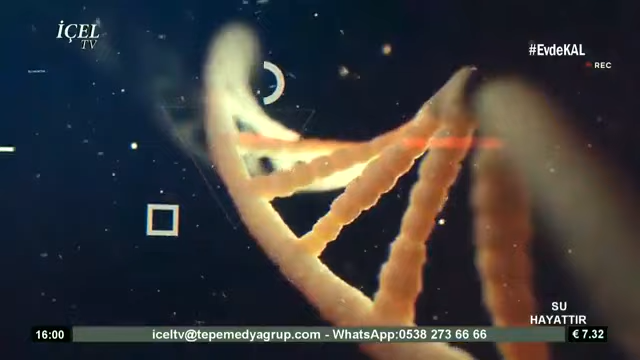 İÇEL
TV
#EvdeKAL
REC
SU
HAYATTIR
16:00
iceltv@tepemedyagrup.com - WhatsApp:0538 273 66 66
€ 7.32